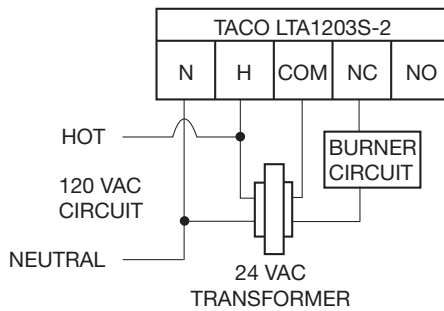 TACO LTA1203S-2
N H COM NC NO
HOT
BURNER
CIRCUIT
120 VAC
CIRCUIT
NEUTRAL
24 VAC
TRANSFORMER